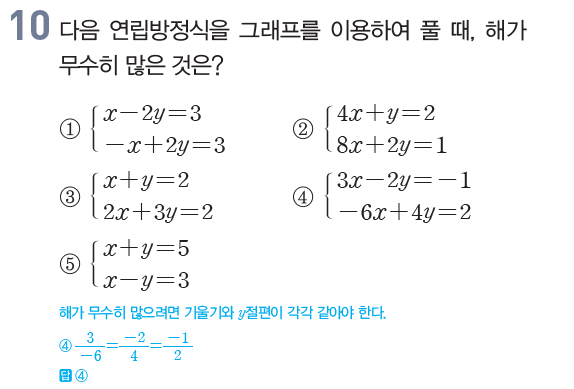 10 다음 연립방정식을 그래프를 이용하여 풀 때, 해가
무수히 많은 것은?
① { x-2y=3
-x+2y=3
② { 4x+y=2
8x+2y=1
③ { x+y=2
2x+3y=2
④ { 3x-2y=-1
-6x+4y=2
⑤ { x+y=5
x-y=3
해가 무수히 많으려면 기울기와 y절편이 각각 같아야 한다.
④ 3/-6=-2/4=-1/2
답 ④